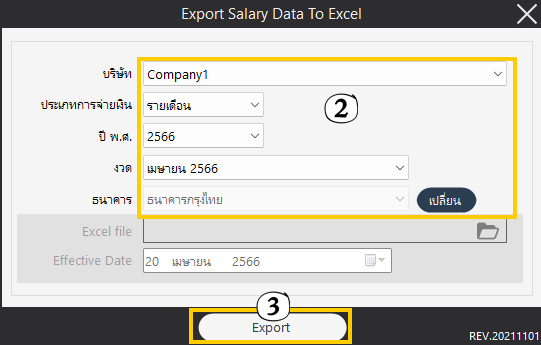 Export Salary Data To Excel
บริษัท Company1
ประเภทการจ่ายเงิน รายเดือน
2
ปี พ.ศ. 2566
งวด เมษายน 2566
ธนาคาร ธนาคารกรุงไทย เปลี่ยน
Excel file
Effective Date 20 เมษายน 2566
3
Export
REV.20211101